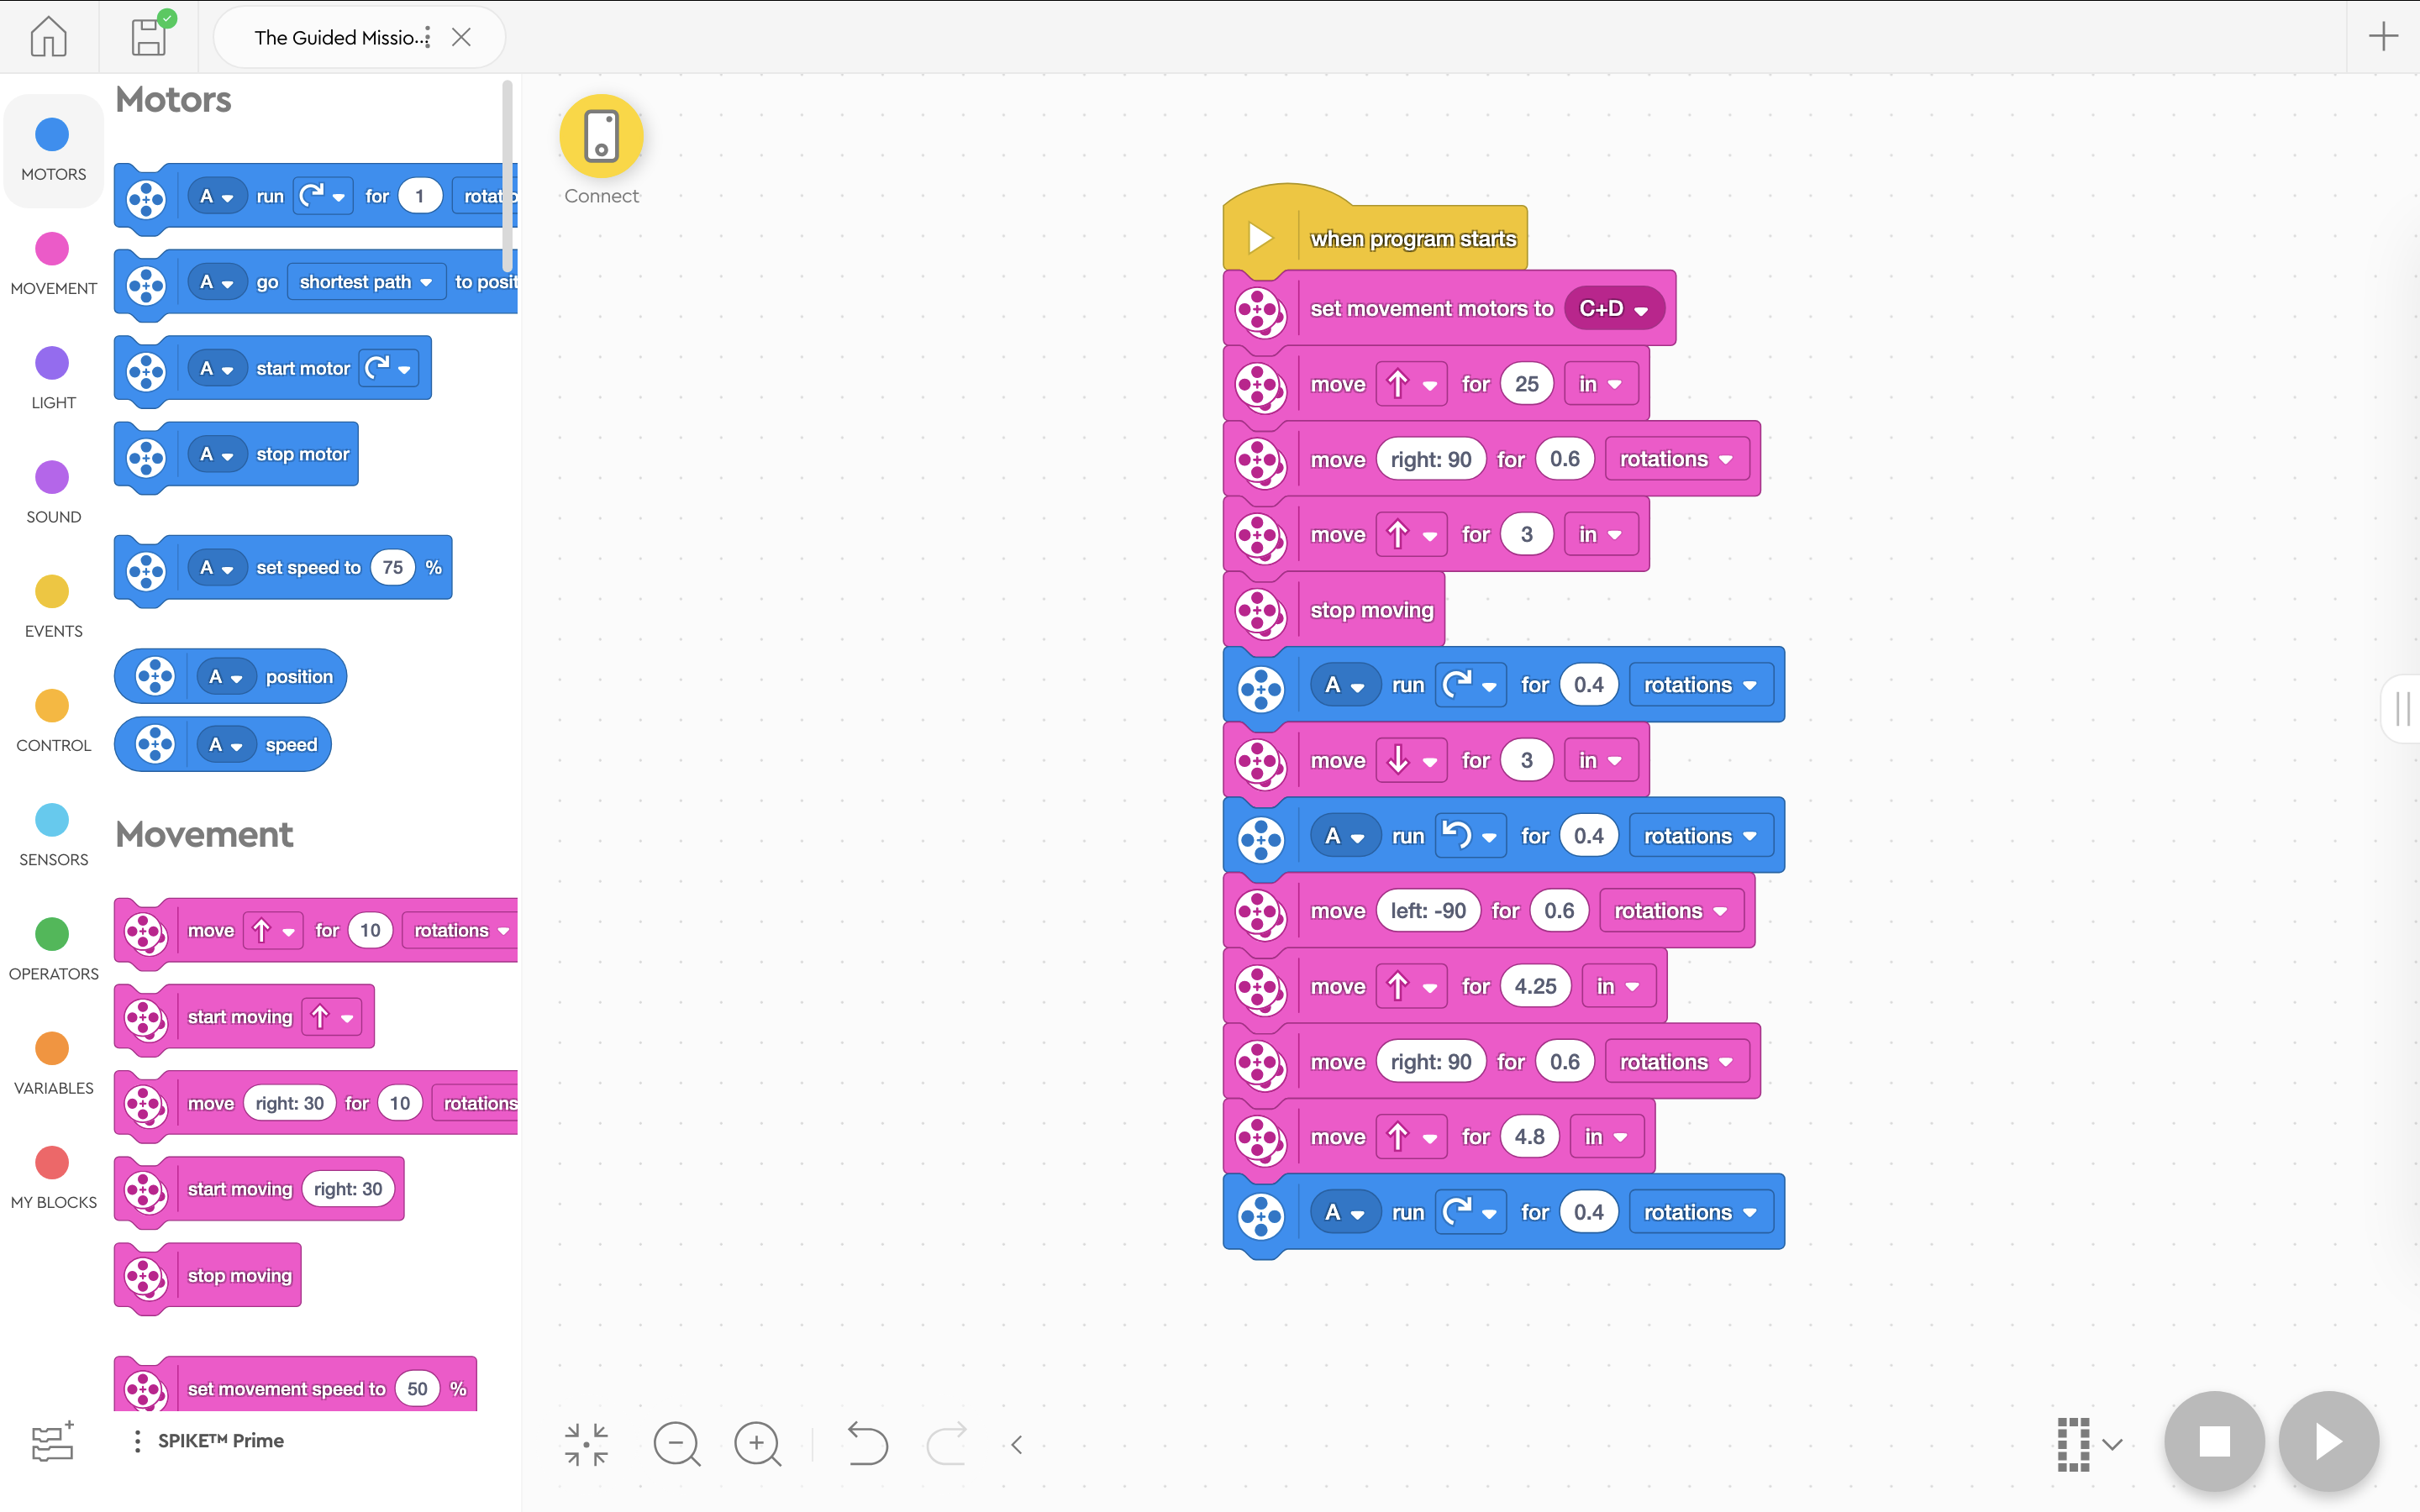 The Guided Missio...
Motors
MOTORS
MOVEMENT
LIGHT
SOUND
EVENTS
CONTROL
SENSORS
OPERATORS
VARIABLES
MY BLOCKS
A run for 1 rotatio
A go shortest path to posit
A start motor
A stop motor
A set speed to 75 %
A position
A speed
Movement
move for 10 rotations
start moving
move right: 30 for 10 rotations
start moving right: 30
stop moving
set movement speed to 50 %
SPIKE™ Prime
Connect
when program starts
set movement motors to C+D
move for 25 in
move right: 90 for 0.6 rotations
move for 3 in
stop moving
A run for 0.4 rotations
move for 3 in
A run for 0.4 rotations
move left: -90 for 0.6 rotations
move for 4.25 in
move right: 90 for 0.6 rotations
move for 4.8 in
A run for 0.4 rotations